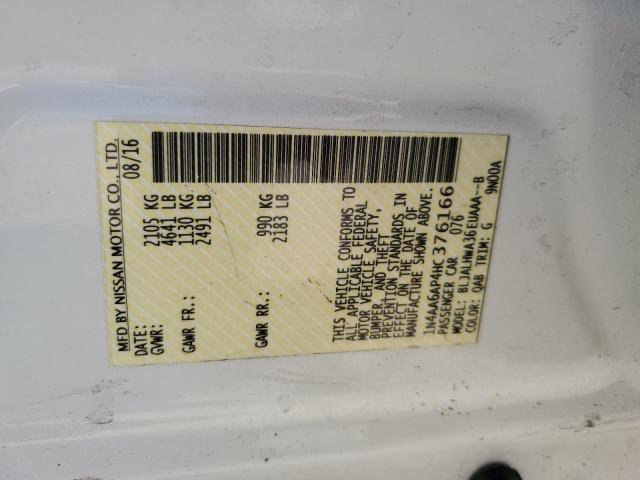 MFD BY NISSAN MOTOR CO., LTD.
DATE: 08/16
GVWR: 2105 KG
4641 LB
GAWR FR.: 1130 KG
2491 LB
GAWR RR.: 990 KG
2183 LB
THIS VEHICLE CONFORMS TO
ALL APPLICABLE FEDERAL
MOTOR VEHICLE SAFETY,
BUMPER, AND THEFT
PREVENTION STANDARDS IN
EFFECT ON THE DATE OF
MANUFACTURE SHOWN ABOVE.
1N4AA6AP4HC376166
PASSENGER CAR 076
MODEL: BLJALHWA36EUAAA--B
COLOR: QAB TRIM: G 9N00A